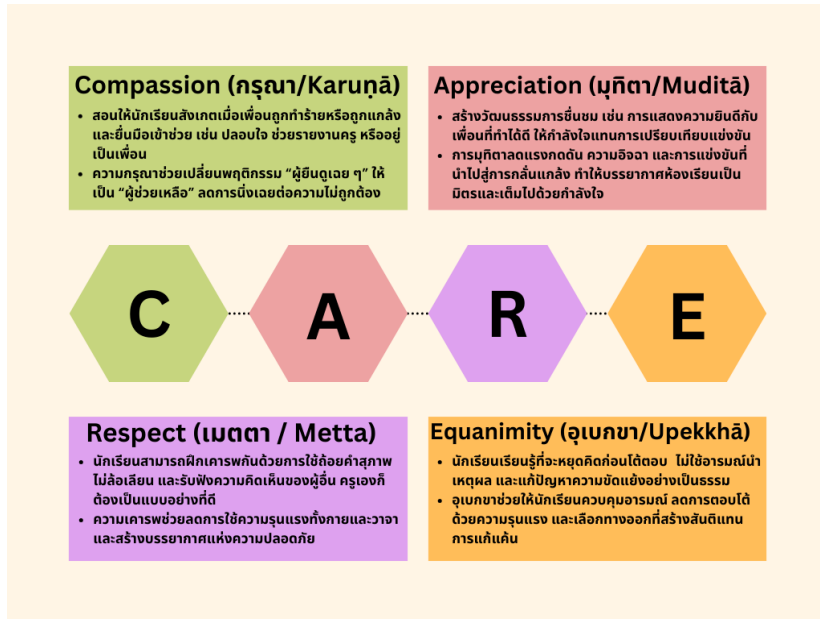 Compassion (กรุณา/Karuṇā)
• สอนให้นักเรียนสังเกตเมื่อเพื่อนถูกทำร้ายหรือถูกแกล้ง
และยื่นมือเข้าช่วย เช่น ปลอบใจ ช่วยรายงานครู หรืออยู่
เป็นเพื่อน
• ความกรุณาช่วยเปลี่ยนพฤติกรรม “ผู้ยืนดูเฉย ๆ” ให้
เป็น “ผู้ช่วยเหลือ” ลดการนิ่งเฉยต่อความไม่ถูกต้อง
Appreciation (มุทิตา/Muditā)
• สร้างวัฒนธรรมการชื่นชม เช่น การแสดงความยินดีกับ
เพื่อนที่ทำได้ดี ให้กำลังใจแทนการเปรียบเทียบแข่งขัน
• การมุทิตาลดแรงกดดัน ความอิจฉา และการแข่งขันที่
นำไปสู่การกลั่นแกล้ง ทำให้บรรยากาศห้องเรียนเป็น
มิตรและเต็มไปด้วยกำลังใจ
C A R E
Respect (เมตตา / Metta)
• นักเรียนสามารถฝึกเคารพกันด้วยการใช้ถ้อยคำสุภาพ
ไม่ล้อเลียน และรับฟังความคิดเห็นของผู้อื่น ครูเองก็
ต้องเป็นแบบอย่างที่ดี
• ความเคารพช่วยลดการใช้ความรุนแรงทั้งกายและวาจา
และสร้างบรรยากาศแห่งความปลอดภัย
Equanimity (อุเบกขา/Upekkhā)
• นักเรียนเรียนรู้ที่จะหยุดคิดก่อนโต้ตอบ ไม่ใช้อารมณ์นำ
เหตุผล และแก้ปัญหาความขัดแย้งอย่างเป็นธรรม
• อุเบกขาช่วยให้นักเรียนควบคุมอารมณ์ ลดการตอบโต้
ด้วยความรุนแรง และเลือกทางออกที่สร้างสันติแทน
การแก้แค้น